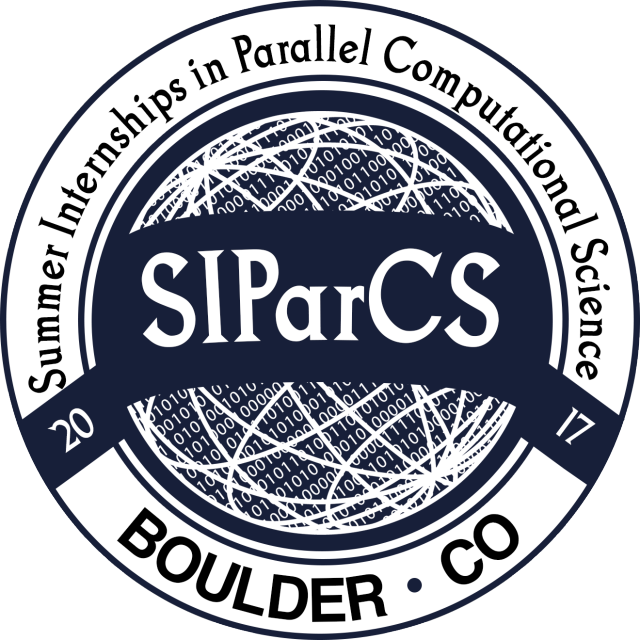 Summer Internships in Parallel Computational Science
SIParCS
20 17
BOULDER • CO